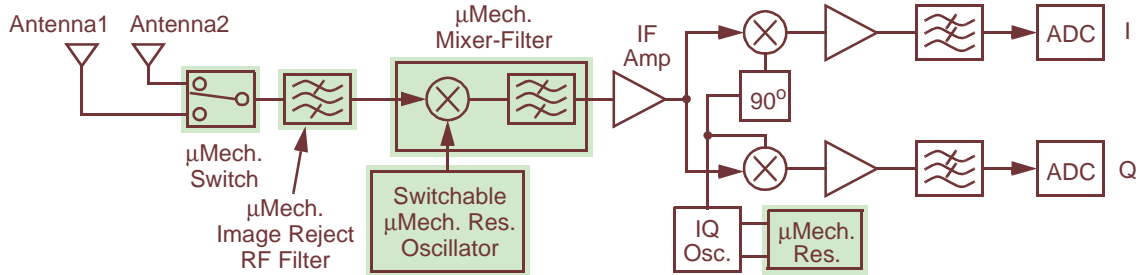 Antenna1
Antenna2
μMech.
Switch
μMech.
Image Reject
RF Filter
μMech.
Mixer-Filter
Switchable
μMech. Res.
Oscillator
IF
Amp
90o
IQ
Osc.
μMech.
Res.
ADC
I
ADC
Q